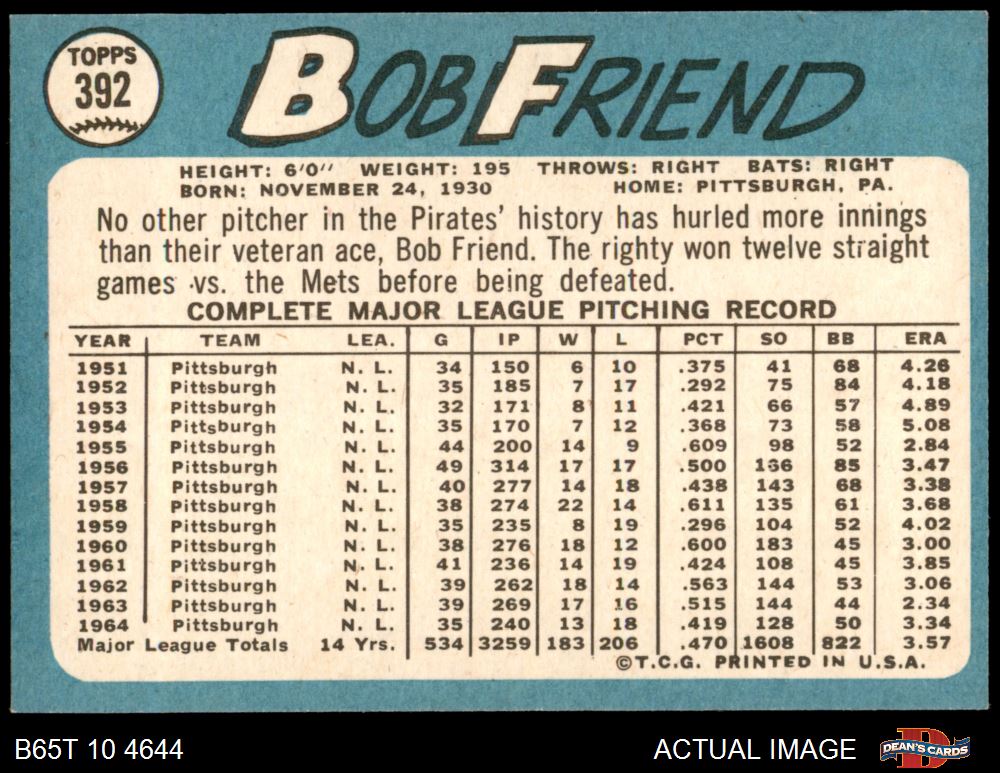 TOPPS
392
BOB FRIEND
HEIGHT: 6'0" WEIGHT: 195 THROWS: RIGHT BATS: RIGHT
BORN: NOVEMBER 24, 1930 HOME: PITTSBURGH, PA.
No other pitcher in the Pirates' history has hurled more innings
than their veteran ace, Bob Friend. The righty won twelve straight
games vs. the Mets before being defeated.
COMPLETE MAJOR LEAGUE PITCHING RECORD
YEAR TEAM LEA. G IP W L PCT SO BB ERA
1951 Pittsburgh N. L. 34 150 6 10 .375 41 68 4.26
1952 Pittsburgh N. L. 35 185 7 17 .292 75 84 4.18
1953 Pittsburgh N. L. 32 171 8 11 .421 66 57 4.89
1954 Pittsburgh N. L. 35 170 7 12 .368 73 58 5.08
1955 Pittsburgh N. L. 44 200 14 9 .609 98 52 2.84
1956 Pittsburgh N. L. 49 314 17 17 .500 166 85 3.47
1957 Pittsburgh N. L. 40 277 14 18 .438 143 68 3.38
1958 Pittsburgh N. L. 38 274 22 14 .611 135 61 3.68
1959 Pittsburgh N. L. 35 235 8 19 .296 104 52 4.02
1960 Pittsburgh N. L. 38 276 18 12 .600 183 45 3.00
1961 Pittsburgh N. L. 41 236 14 19 .424 108 45 3.85
1962 Pittsburgh N. L. 39 262 18 14 .563 144 53 3.06
1963 Pittsburgh N. L. 39 269 17 16 .515 144 44 2.34
1964 Pittsburgh N. L. 35 240 13 18 .419 128 50 3.34
Major League Totals 14 Yrs. 534 3259 183 206 .470 1608 822 3.57
©T.C.G. PRINTED IN U.S.A.
B65T 10 4644 ACTUAL IMAGE DEAN'S CARDS